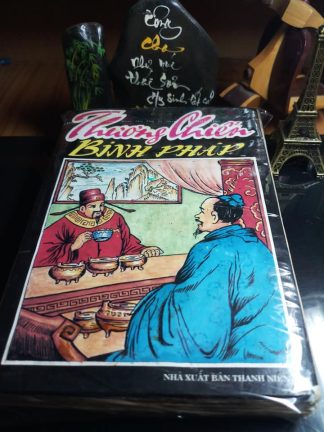 Công
cha
như núi
thái sơn
Thương Chiến
BINH PHÁP
NHÀ XUẤT BẢN THANH NIÊN